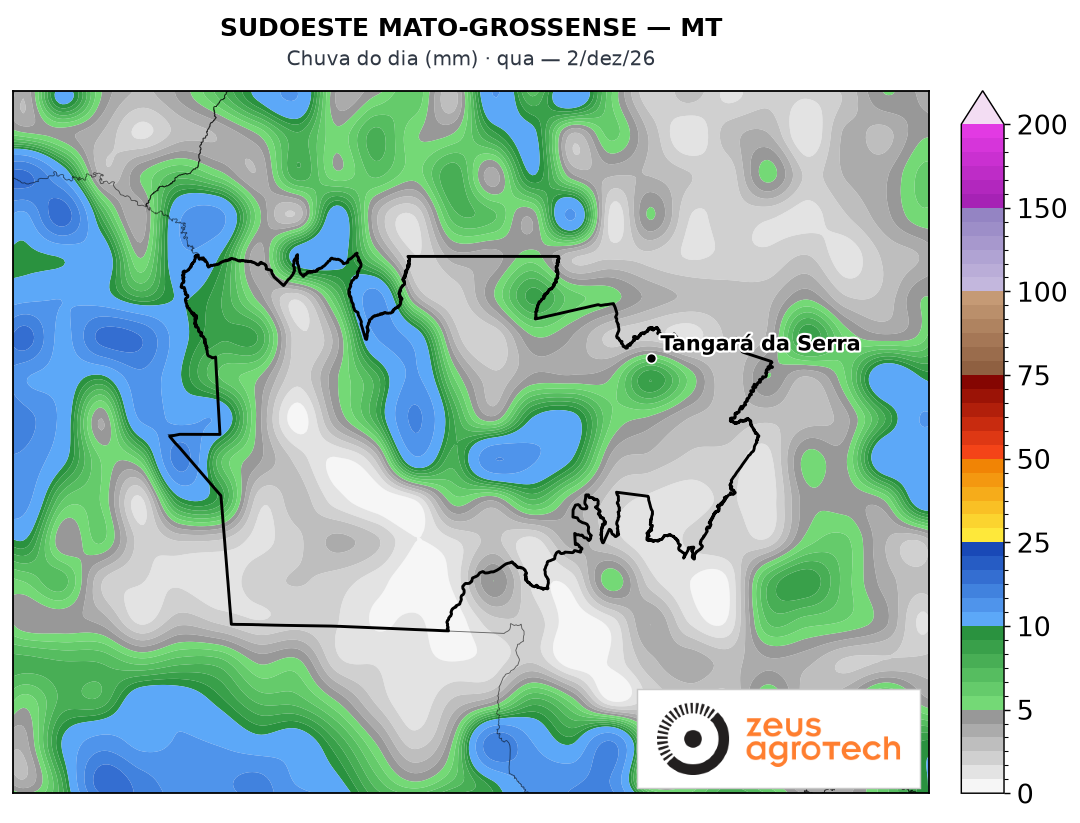 SUDOESTE MATO-GROSSENSE — MT
Chuva do dia (mm) · qua — 2/dez/26
200
150
100
75
50
25
10
5
0
Tangará da Serra
zeus
agrotech